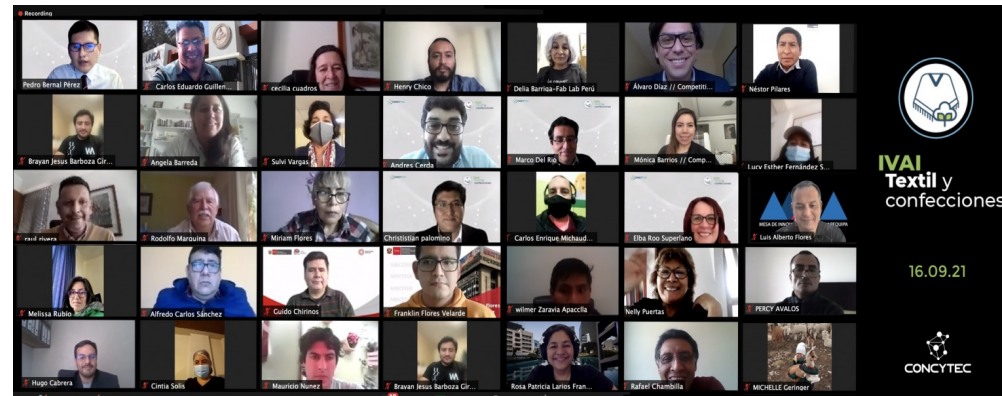 Recording
Pedro Bernal Pérez
Carlos Eduardo Guillen...
cecilia cuadros
Henry Chico
Delia Barriga-Fab Lab Perú
Álvaro Díaz // Competiti...
Néstor Pilares
Brayan Jesus Barboza Gir...
Angela Barreda
Sulvi Vargas
Andres Cerda
Marco Del Rio
Mónica Barrios // Comp...
Lucy Esther Fernández S...
raul rivera
Rodolfo Marquina
Miriam Flores
Christistian palomino
Carlos Enrique Michaud...
Elba Roo Superlano
Luis Alberto Flores
Melissa Rubio
Alfredo Carlos Sánchez
Guido Chirinos
Franklin Flores Velarde
wilmer Zaravia Apacclla
Nelly Puertas
PERCY AVALOS
Hugo Cabrera
Cintia Solis
Mauricio Nunez
Brayan Jesus Barboza Gir...
Rosa Patricia Larios Fran...
Rafael Chambilla
MICHELLE Geringer
IVAI
Textil y
confecciones
16.09.21
CONCYTEC